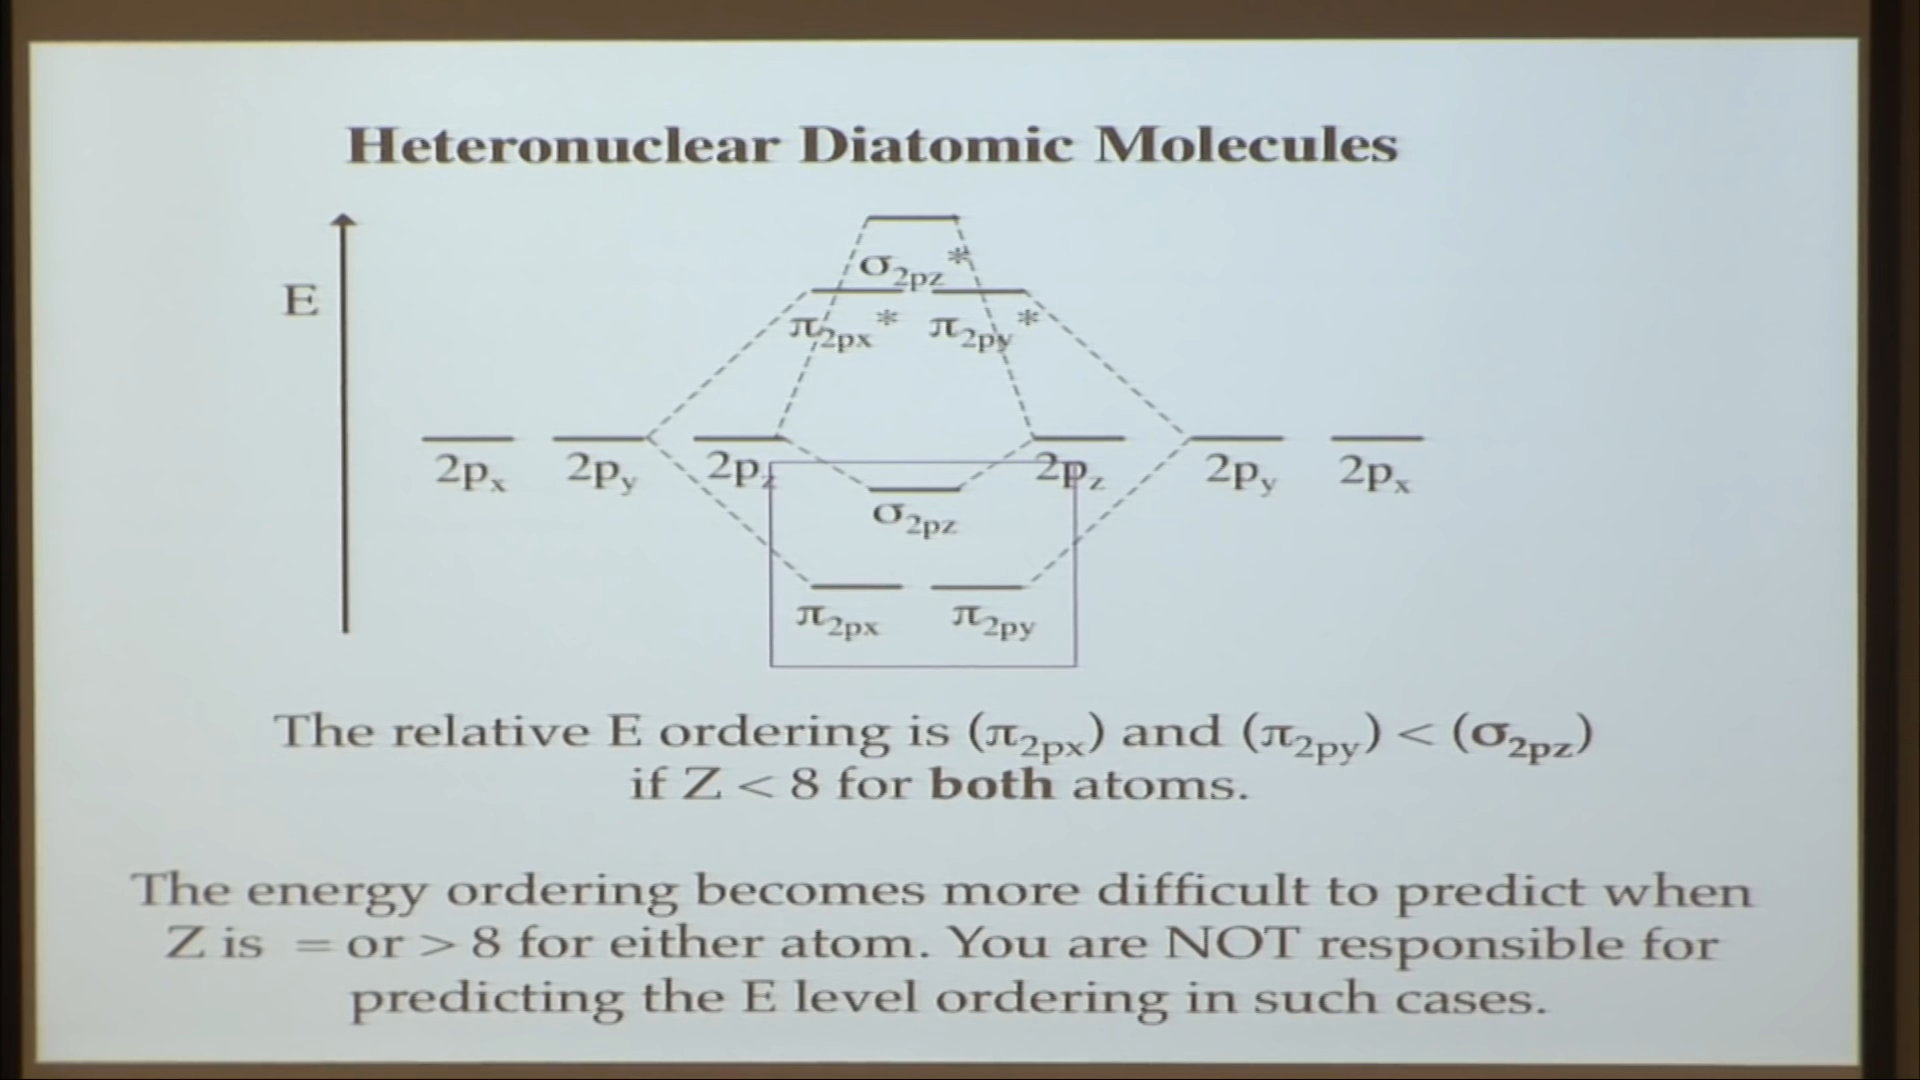 Heteronuclear Diatomic Molecules
E
σ2pz*
π2px* π2py*
2px 2py 2pz 2pz 2py 2px
σ2pz
π2px π2py
The relative E ordering is (π2px) and (π2py) < (σ2pz)
if Z < 8 for both atoms.
The energy ordering becomes more difficult to predict when
Z is = or > 8 for either atom. You are NOT responsible for
predicting the E level ordering in such cases.